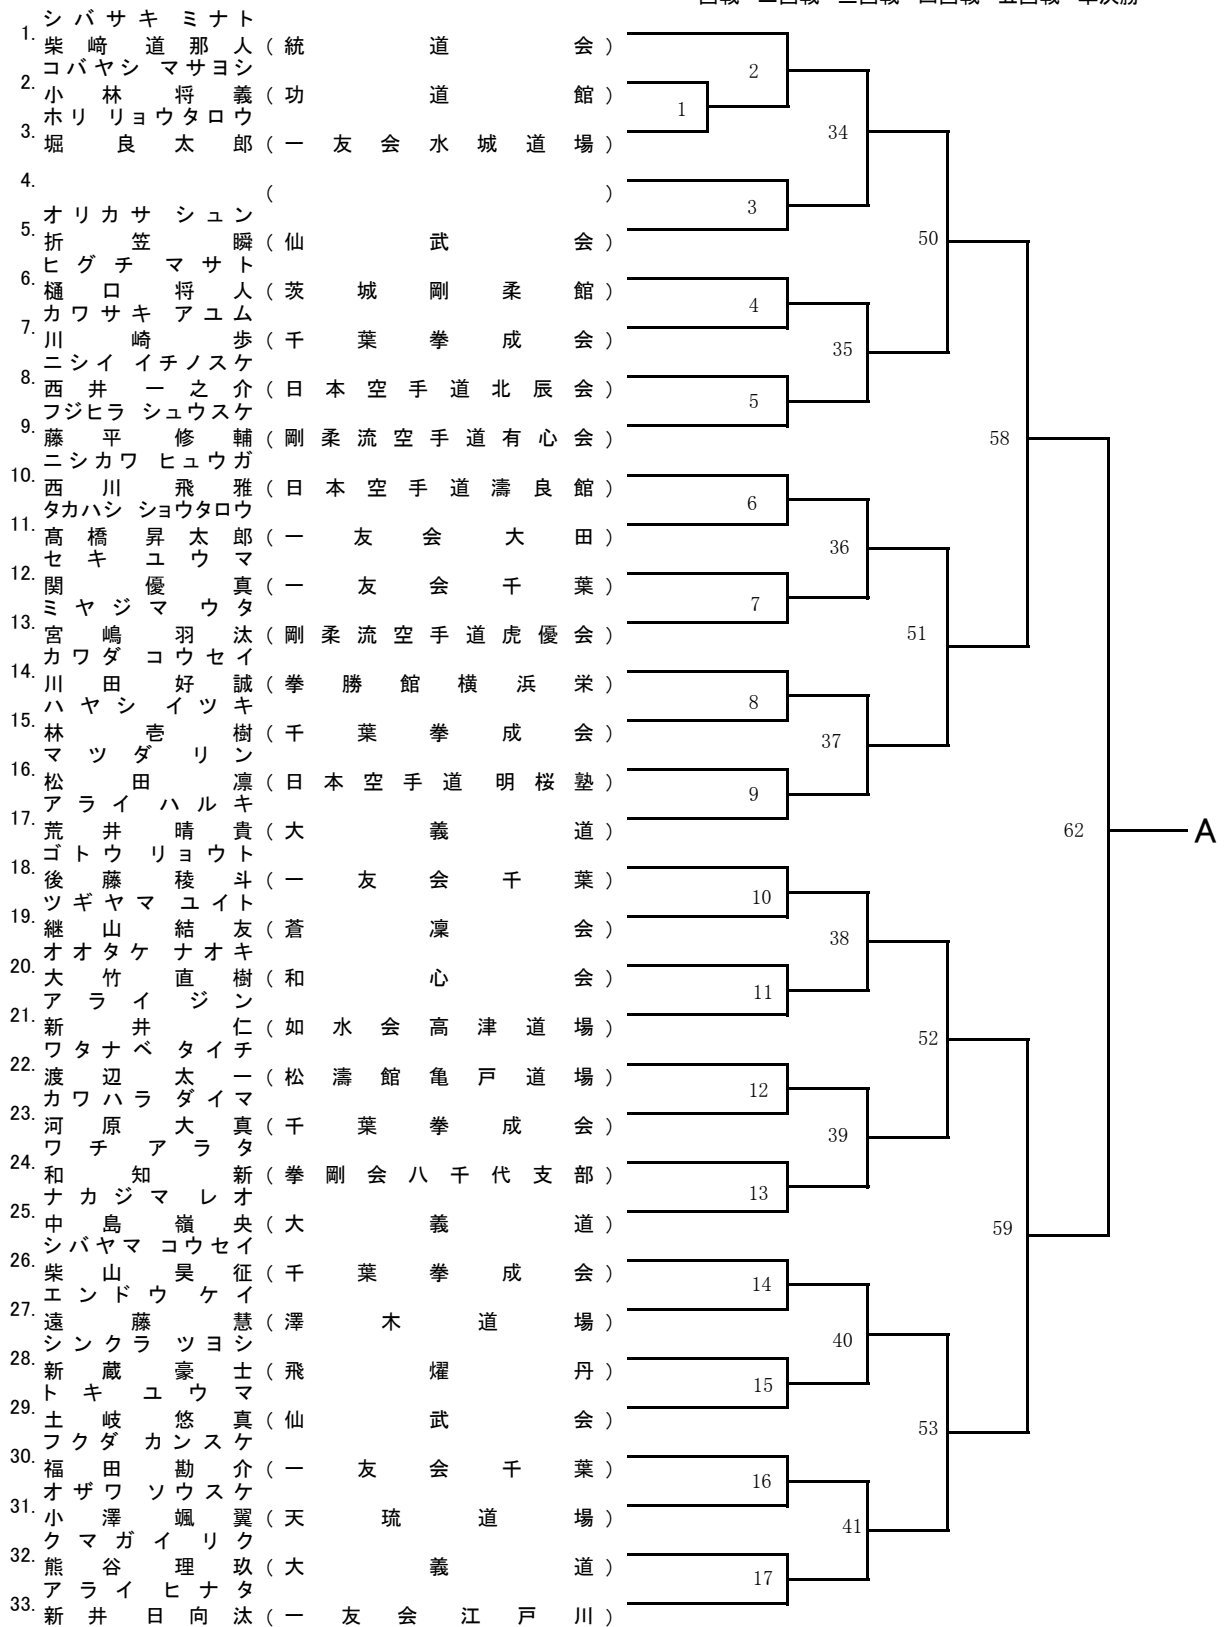 シバサキ ミナト
1. 柴﨑 道那人 ( 統道会 )
2
コバヤシ マサヨシ
2. 小林 将義 ( 功道館 )
1
ホリ リョウタロウ
3. 堀 良太郎 ( 一友会水城道場 )
34
4. ( )
3
オリカサ シュン
5. 折笠 瞬 ( 仙武会 )
50
ヒグチ マサト
6. 樋口 将人 ( 茨城剛柔館 )
4
カワサキ アユム
7. 川崎 歩 ( 千葉拳成会 )
35
ニシイ イチノスケ
8. 西井 一之介 ( 日本空手道北辰会 )
5
フジヒラ シュウスケ
9. 藤平 修輔 ( 剛柔流空手道有心会 )
58
ニシカワ ヒュウガ
10. 西川 飛雅 ( 日本空手道濤良館 )
6
タカハシ ショウタロウ
11. 髙橋 昇太郎 ( 一友会大田 )
36
セキ ユウマ
12. 関 優真 ( 一友会千葉 )
7
ミヤジマ ウタ
13. 宮嶋 羽汰 ( 剛柔流空手道虎優会 )
51
カワダ コウセイ
14. 川田 好誠 ( 拳勝館横浜栄 )
8
ハヤシ イツキ
15. 林 壱樹 ( 千葉拳成会 )
37
マツダ リン
16. 松田 凛 ( 日本空手道 明桜塾 )
9
アライ ハルキ
17. 荒井 晴貴 ( 大義道 )
62 A
ゴトウ リョウト
18. 後藤 稜斗 ( 一友会千葉 )
10
ツギヤマ ユイト
19. 継山 結友 ( 蒼凜会 )
38
オオタケ ナオキ
20. 大竹 直樹 ( 和心会 )
11
アライ ジン
21. 新井 仁 ( 如水会高津道場 )
52
ワタナベ タイチ
22. 渡辺 太一 ( 松濤館亀戸道場 )
12
カワハラ ダイマ
23. 河原 大真 ( 千葉拳成会 )
39
ワチ アラタ
24. 和知 新 ( 拳剛会八千代支部 )
13
ナカジマ レオ
25. 中島 嶺央 ( 大義道 )
59
シバヤマ コウセイ
26. 柴山 昊征 ( 千葉拳成会 )
14
エンドウ ケイ
27. 遠藤 慧 ( 澤木道場 )
40
シンクラ ツヨシ
28. 新蔵 豪士 ( 飛燿丹 )
15
トキ ユウマ
29. 土岐 悠真 ( 仙武会 )
53
フクダ カンスケ
30. 福田 勘介 ( 一友会千葉 )
16
オザワ ソウスケ
31. 小澤 颯翼 ( 天琉道場 )
41
クマガイ リク
32. 熊谷 理玖 ( 大義道 )
17
アライ ヒナタ
33. 新井 日向汰 ( 一友会江戸川 )